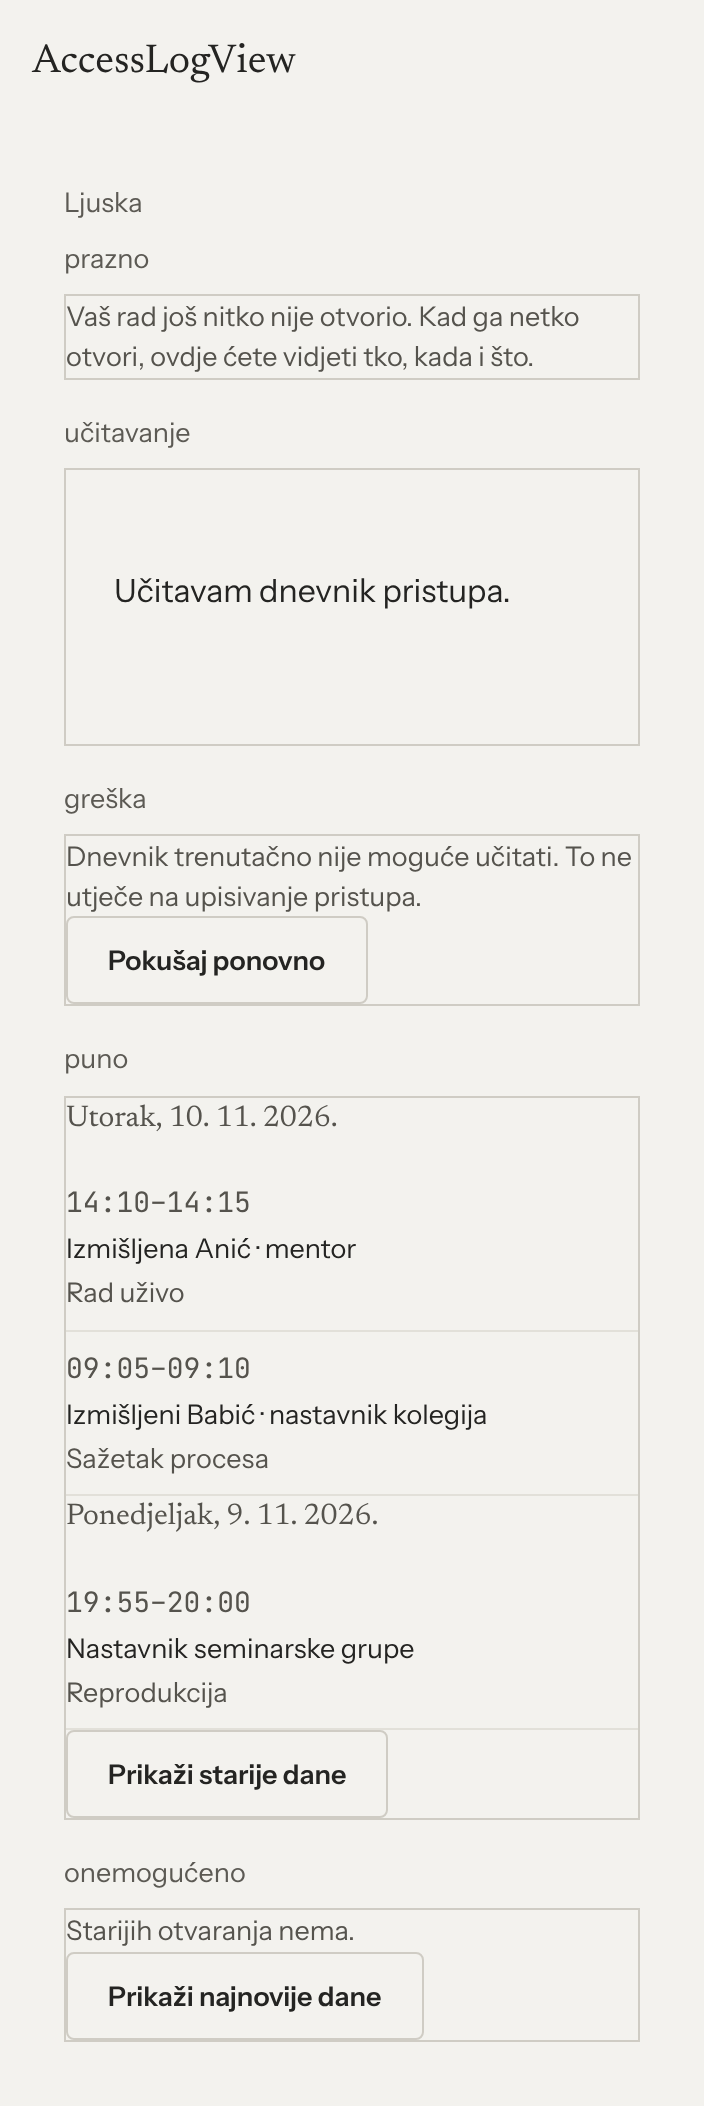 AccessLogView
Ljuska
prazno
Vaš rad još nitko nije otvorio. Kad ga netko
otvori, ovdje ćete vidjeti tko, kada i što.
učitavanje
Učitavam dnevnik pristupa.
greška
Dnevnik trenutačno nije moguće učitati. To ne
utječe na upisivanje pristupa.
Pokušaj ponovno
puno
Utorak, 10. 11. 2026.
14:10–14:15
Izmišljena Anić · mentor
Rad uživo
09:05–09:10
Izmišljeni Babić · nastavnik kolegija
Sažetak procesa
Ponedjeljak, 9. 11. 2026.
19:55–20:00
Nastavnik seminarske grupe
Reprodukcija
Prikaži starije dane
onemogućeno
Starijih otvaranja nema.
Prikaži najnovije dane